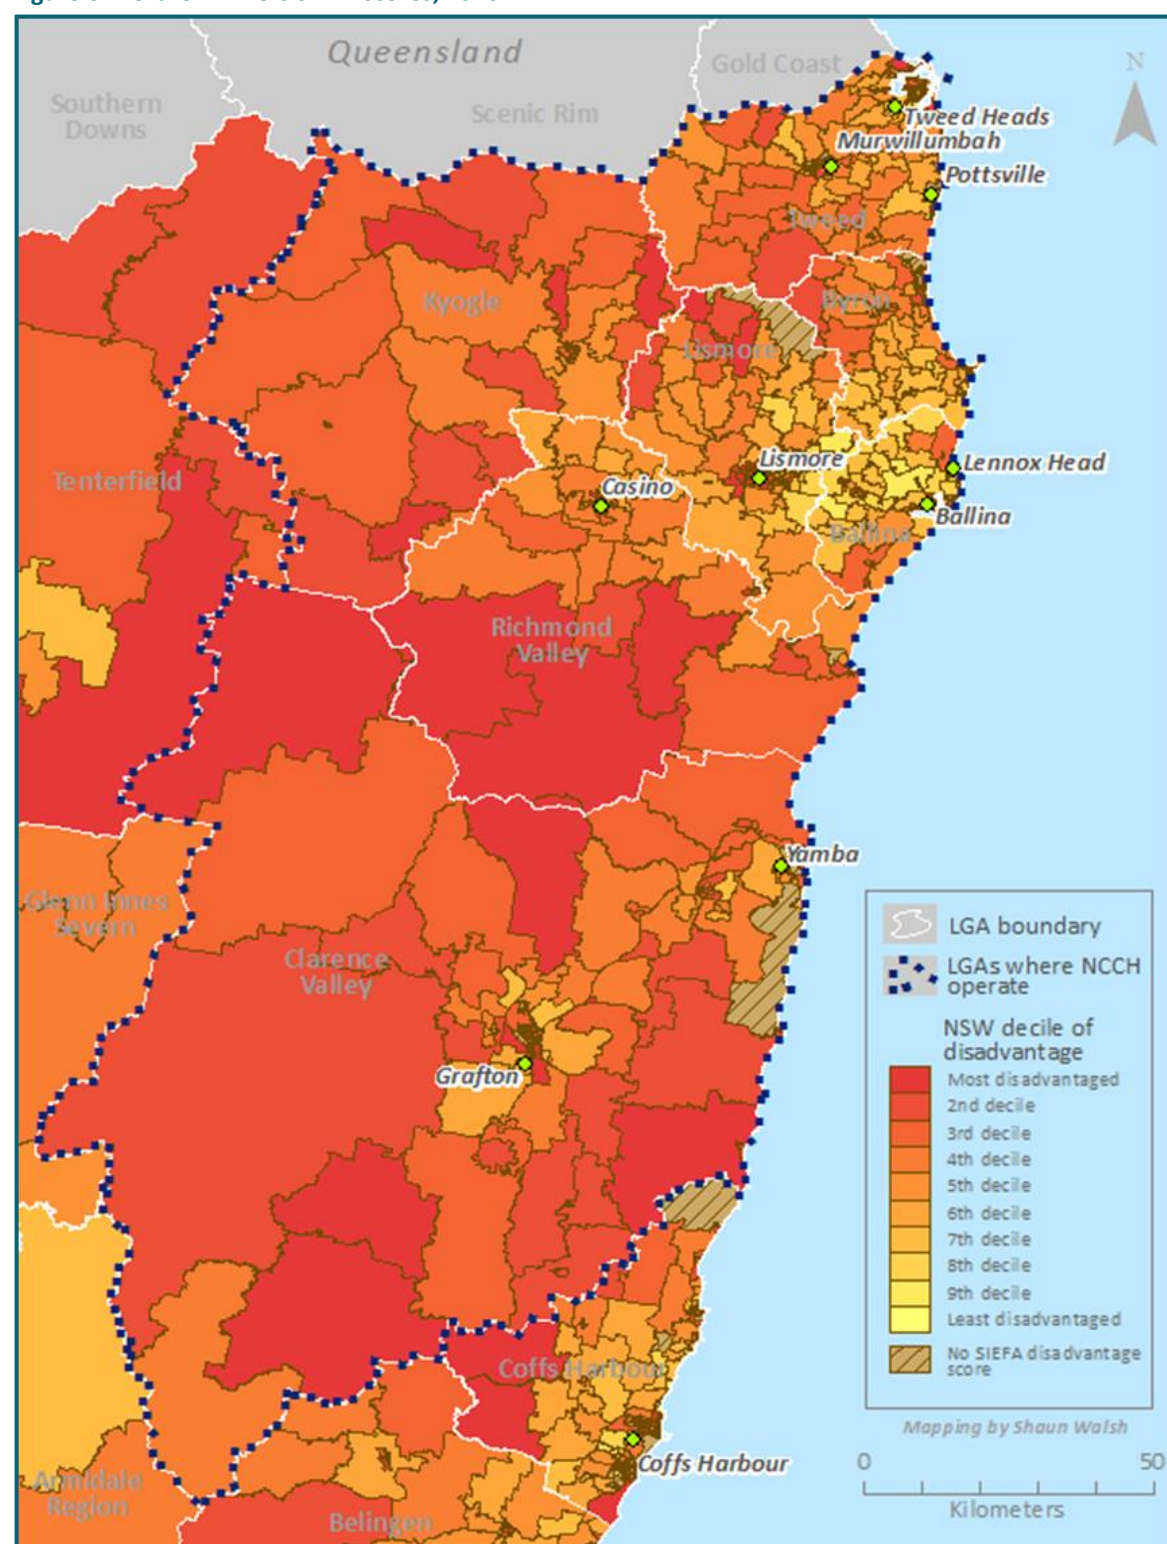 Queensland
Gold Coast
Southern
Downs
Scenic Rim
N
Tweed Heads
Murwillumbah
Pottsville
Tweed
Byron
Kyogle
Lismore
Tenterfield
Lismore
Lennox Head
Casino
Ballina
Ballina
Richmond
Valley
Yamba
Glenn Innes
Severn
Clarence
Valley
Grafton
LGA boundary
LGAs where NCCH
operate
NSW decile of
disadvantage
Most disadvantaged
2nd decile
3rd decile
4th decile
5th decile
6th decile
7th decile
8th decile
9th decile
Least disadvantaged
No SIEFA disadvantage
score
Coffs Harbour
Mapping by Shaun Walsh
Coffs Harbour
0 50
Kilometers
Armidale
Region
Belingen